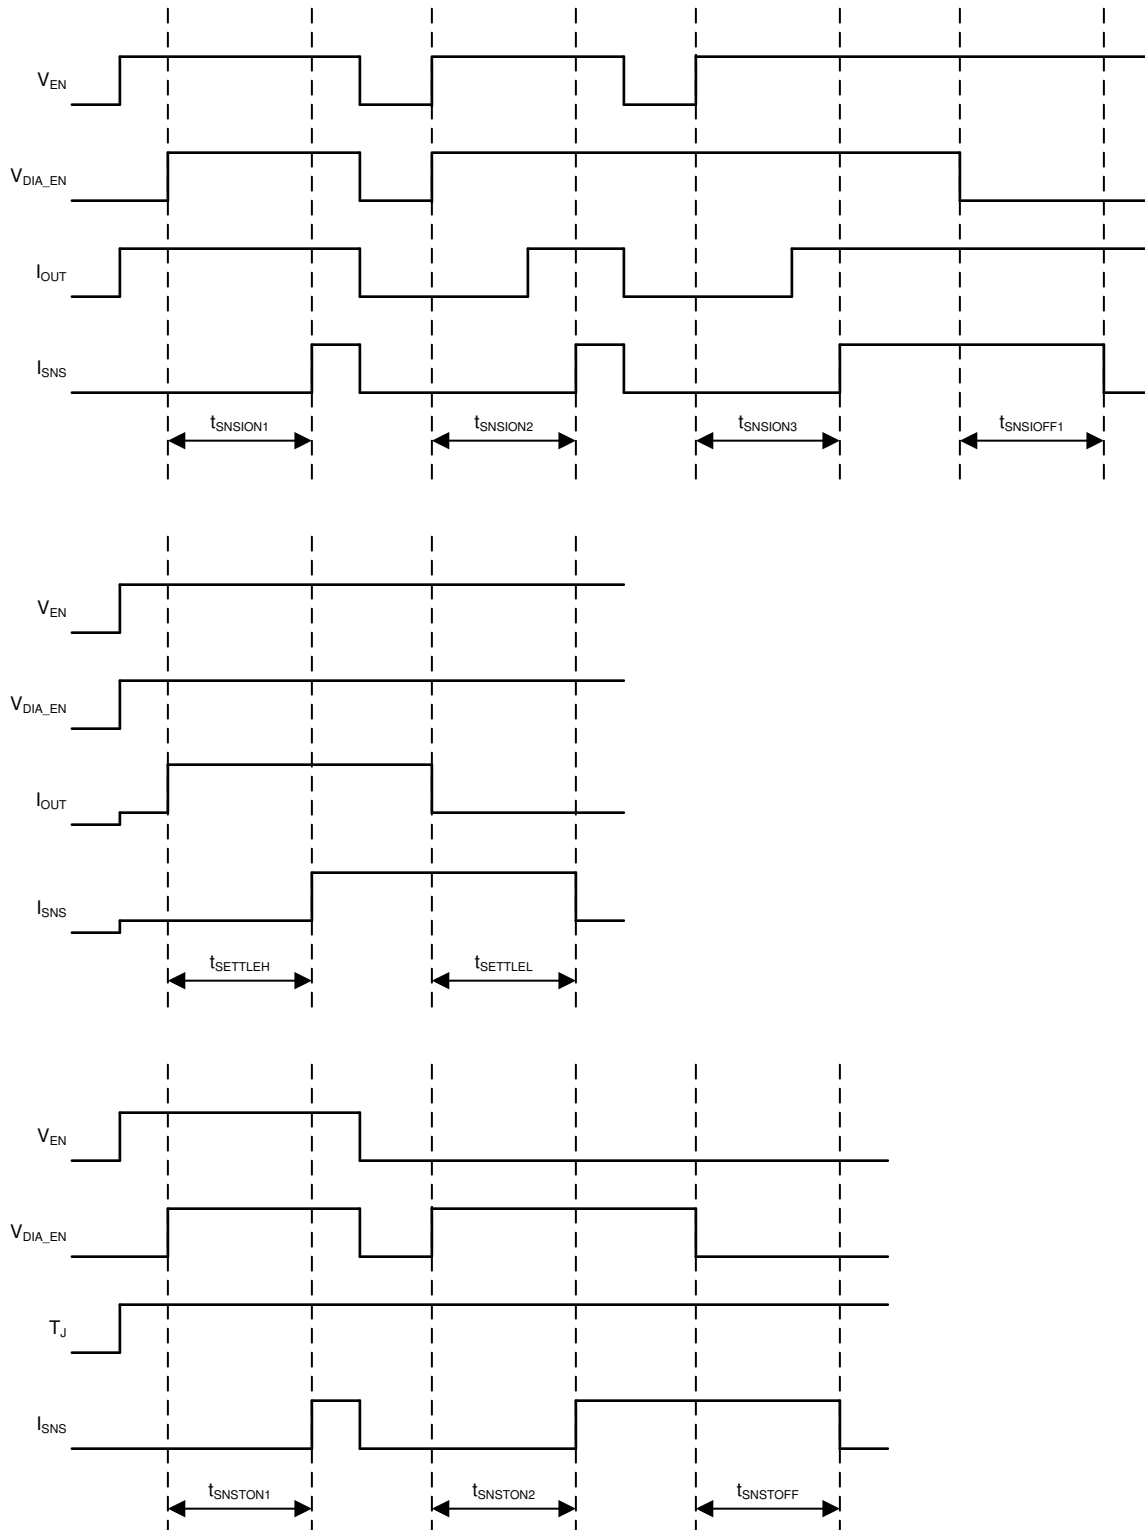 VEN
VDIA_EN
IOUT
ISNS
tSNSION1
tSNSION2
tSNSION3
tSNSIOFF1
VEN
VDIA_EN
IOUT
ISNS
tSETTLEH
tSETTLEL
VEN
VDIA_EN
TJ
ISNS
tSNSTON1
tSNSTON2
tSNSTOFF